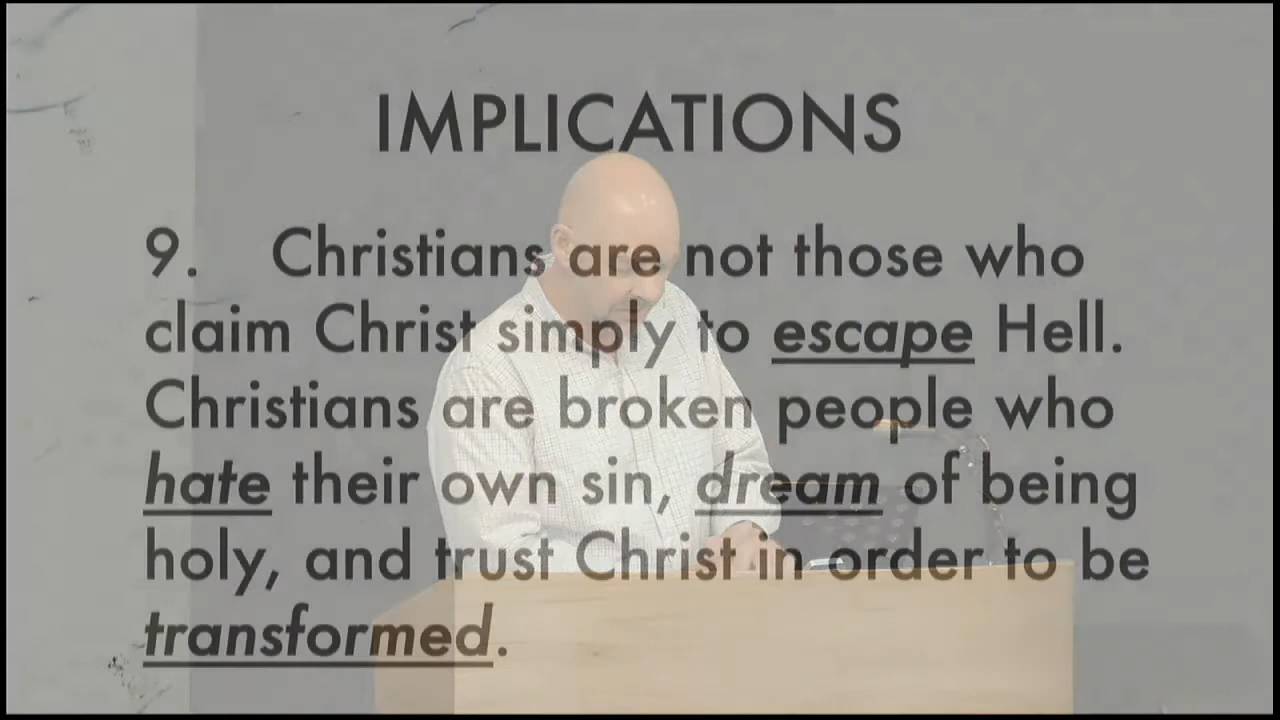 IMPLICATIONS
9. Christians are not those who
claim Christ simply to escape Hell.
Christians are broken people who
hate their own sin, dream of being
holy, and trust Christ in order to be
transformed.